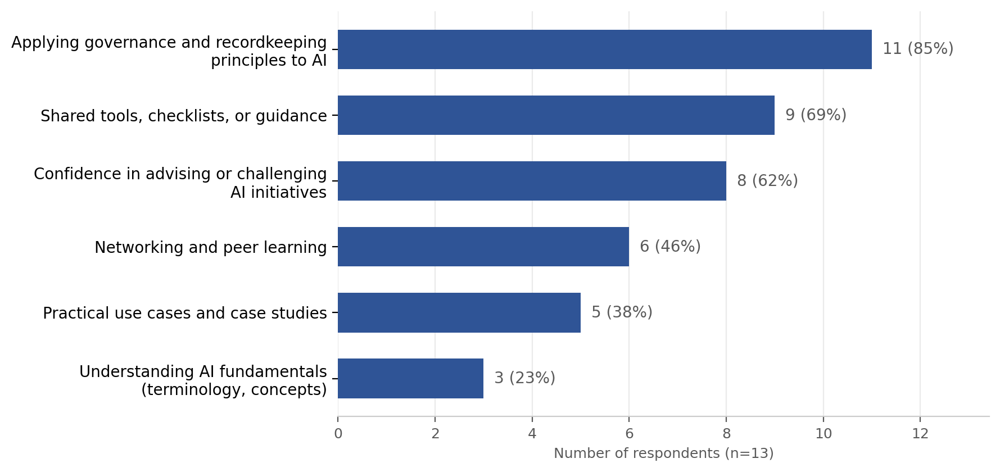 Applying governance and recordkeeping
principles to AI
11 (85%)
Shared tools, checklists, or guidance
9 (69%)
Confidence in advising or challenging
AI initiatives
8 (62%)
Networking and peer learning
6 (46%)
Practical use cases and case studies
5 (38%)
Understanding AI fundamentals
(terminology, concepts)
3 (23%)
0 2 4 6 8 10 12
Number of respondents (n=13)